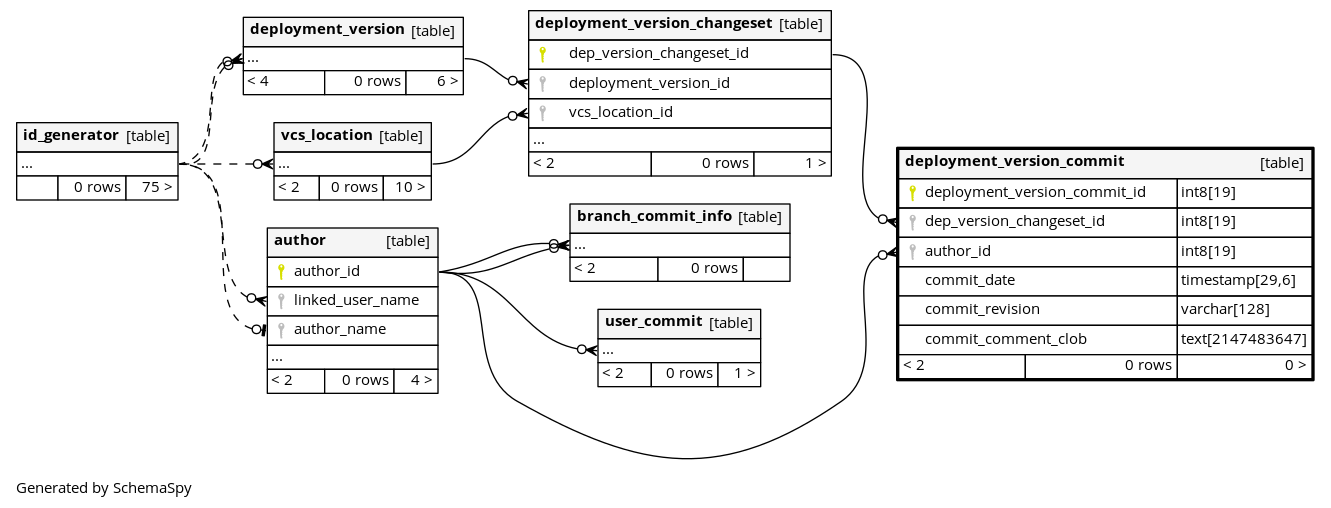 deployment_version [table]
...
< 4 0 rows 6 >
deployment_version_changeset [table]
dep_version_changeset_id
deployment_version_id
vcs_location_id
...
< 2 0 rows 1 >
id_generator [table]
...
0 rows 75 >
vcs_location [table]
...
< 2 0 rows 10 >
deployment_version_commit [table]
deployment_version_commit_id int8[19]
dep_version_changeset_id int8[19]
author_id int8[19]
commit_date timestamp[29,6]
commit_revision varchar[128]
commit_comment_clob text[2147483647]
< 2 0 rows 0 >
branch_commit_info [table]
...
< 2 0 rows
author [table]
author_id
linked_user_name
author_name
...
< 2 0 rows 4 >
user_commit [table]
...
< 2 0 rows 1 >
Generated by SchemaSpy